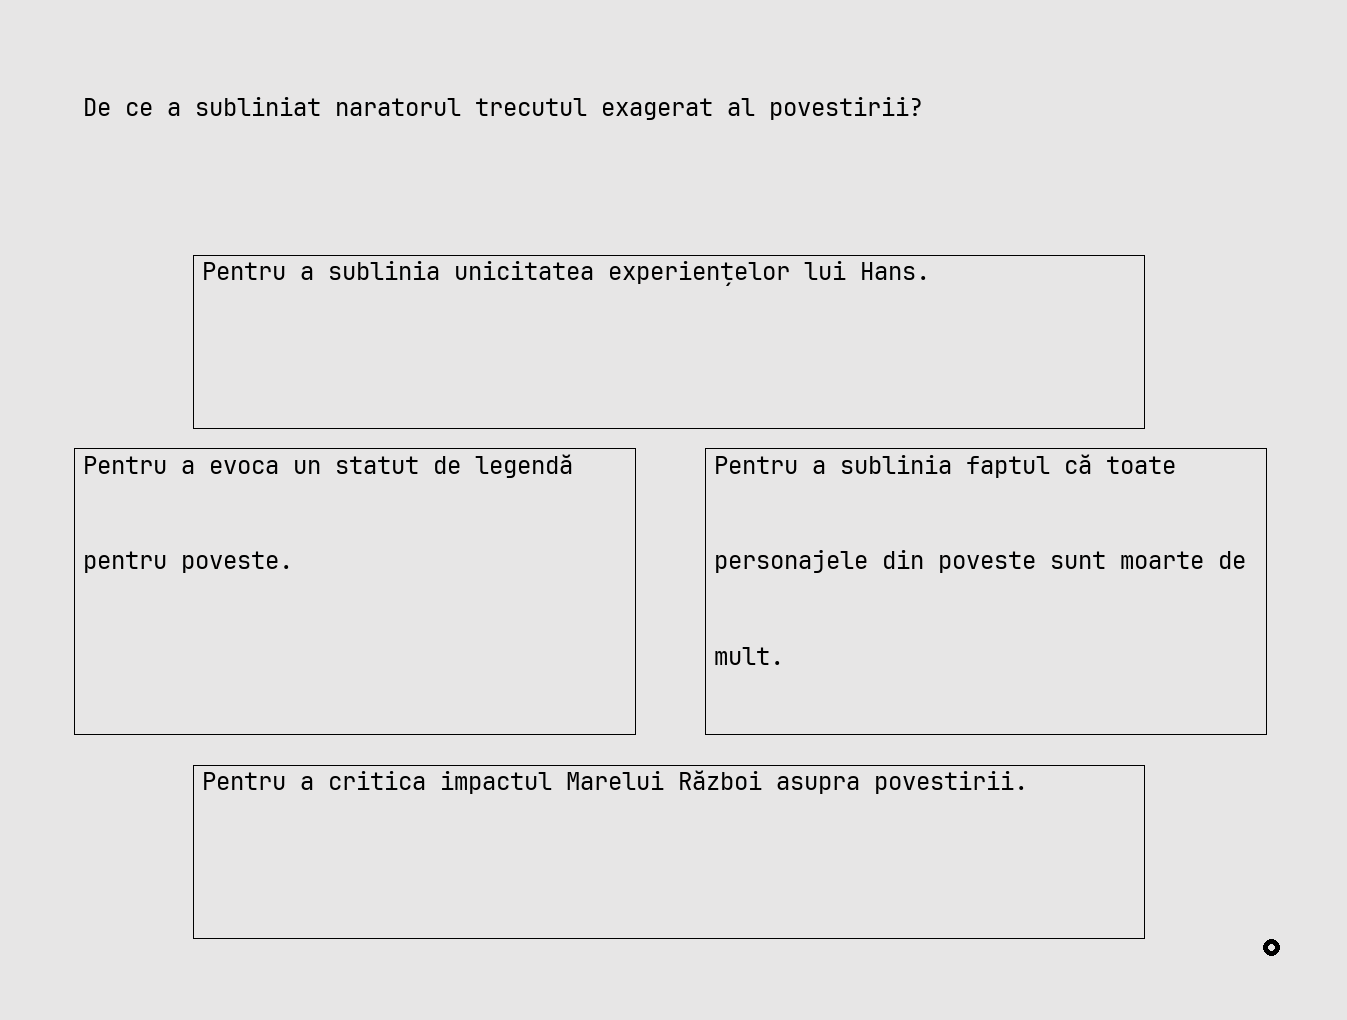 De ce a subliniat naratorul trecutul exagerat al povestirii?
Pentru a sublinia unicitatea experiențelor lui Hans.
Pentru a evoca un statut de legendă
pentru poveste.
Pentru a sublinia faptul că toate
personajele din poveste sunt moarte de
mult.
Pentru a critica impactul Marelui Război asupra povestirii.